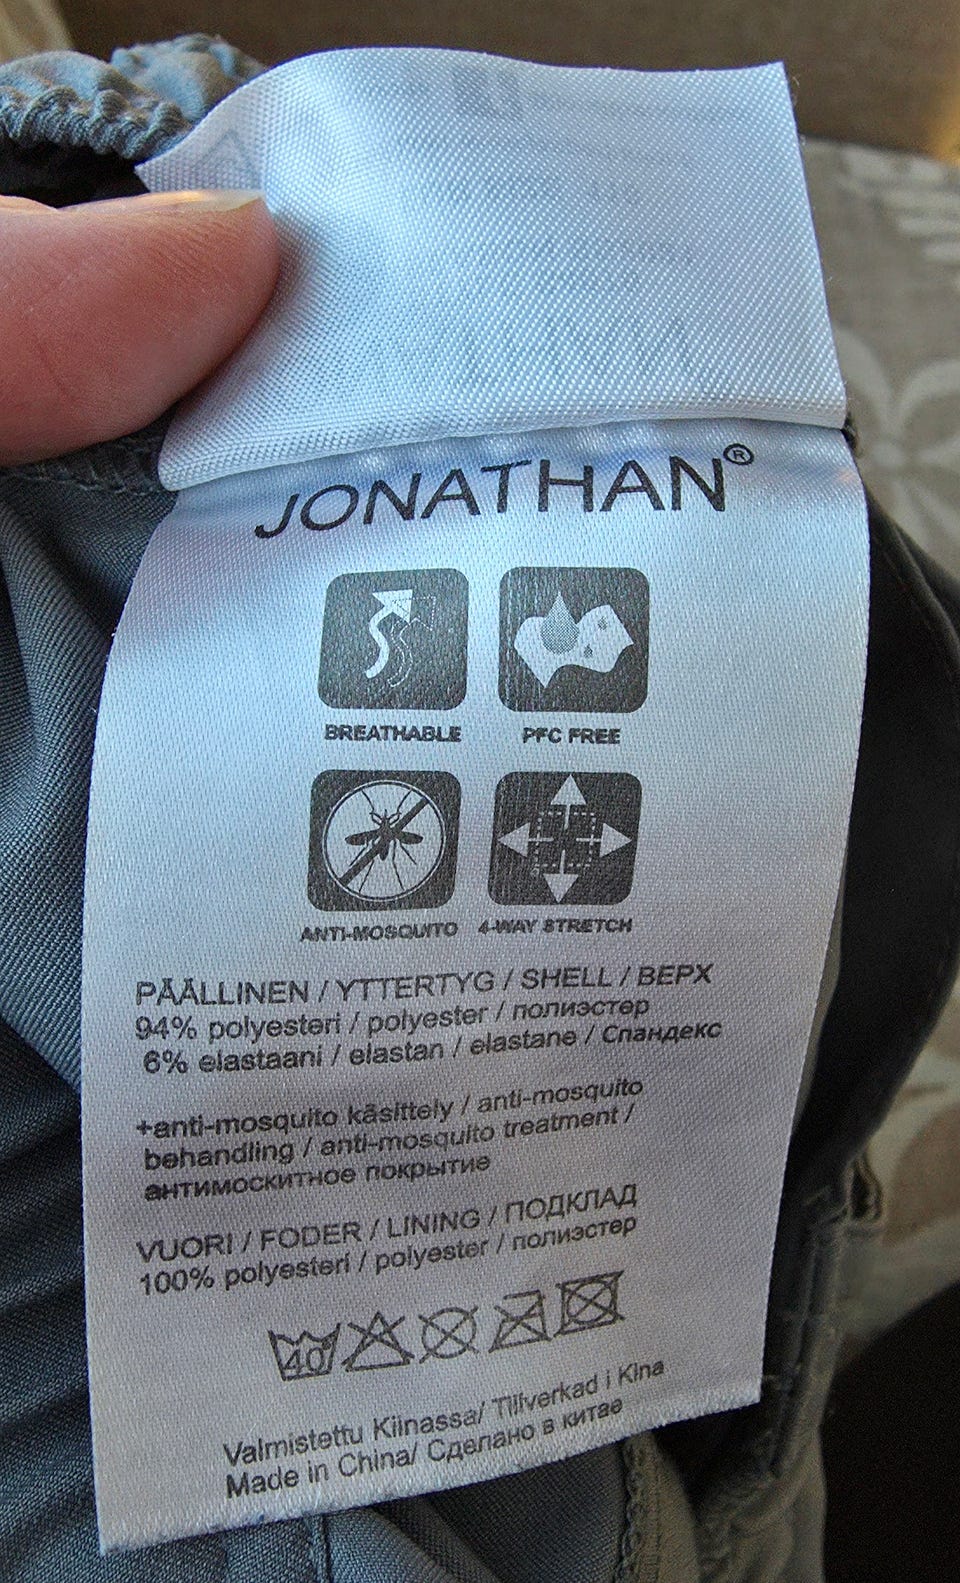 JONATHAN®
BREATHABLE PFC FREE
ANTI-MOSQUITO 4-WAY STRETCH
PÄÄLLINEN / YTTERTYG / SHELL / ВЕРХ
94% polyesteri / polyester / полиэстер
6% elastaani / elastan / elastane / Спандекс
+anti-mosquito käsittely / anti-mosquito
behandling / anti-mosquito treatment /
антимоскитное покрытие
VUORI / FODER / LINING / ПОДКЛАД
100% polyesteri / polyester / полиэстер
40°
Valmistettu Kiinassa/ Tillverkad i Kina
Made in China/ Сделано в китае